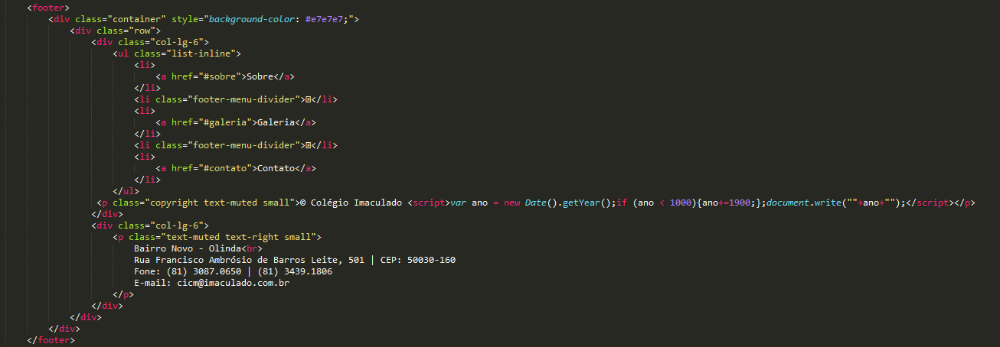 <footer>
<div class="container" style="background-color: #e7e7e7;">
<div class="row">
<div class="col-lg-6">
<ul class="list-inline">
<li>
<a href="#sobre">Sobre</a>
</li>
<li class="footer-menu-divider"></li>
<li>
<a href="#galeria">Galeria</a>
</li>
<li class="footer-menu-divider"></li>
<li>
<a href="#contato">Contato</a>
</li>
</ul>
<p class="copyright text-muted small">© Colégio Imaculado <script>var ano = new Date().getYear();if (ano < 1000){ano+=1900;};document.write(""+ano+"");</script></p>
</div>
<div class="col-lg-6">
<p class="text-muted text-right small">
Bairro Novo - Olinda<br>
Rua Francisco Ambrósio de Barros Leite, 501 | CEP: 50030-160
Fone: (81) 3087.0650 | (81) 3439.1806
E-mail: cicm@imaculado.com.br
</p>
</div>
</div>
</div>
</footer>